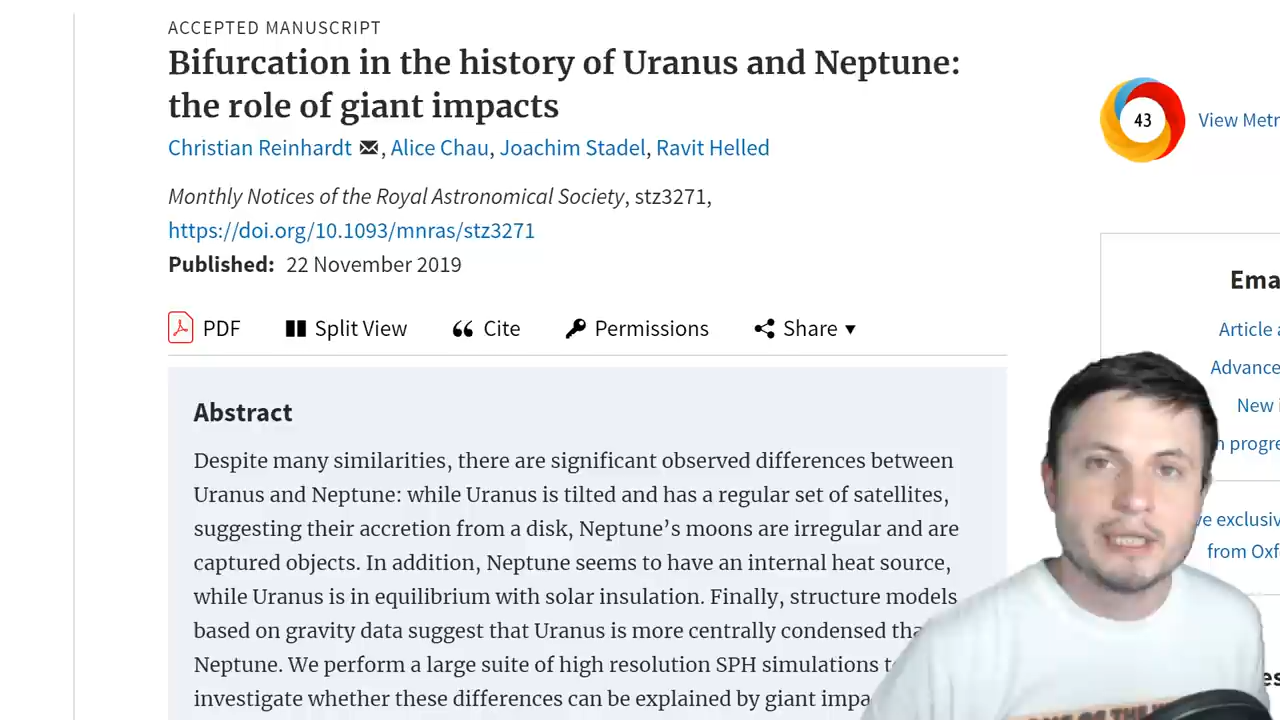 ACCEPTED MANUSCRIPT
Bifurcation in the history of Uranus and Neptune:
the role of giant impacts
Christian Reinhardt, Alice Chau, Joachim Stadel, Ravit Helled
43
View Metr
Monthly Notices of the Royal Astronomical Society, stz3271,
https://doi.org/10.1093/mnras/stz3271
Published: 22 November 2019
PDF Split View Cite Permissions Share
Abstract
Despite many similarities, there are significant observed differences between
Uranus and Neptune: while Uranus is tilted and has a regular set of satellites,
suggesting their accretion from a disk, Neptune's moons are irregular and are
captured objects. In addition, Neptune seems to have an internal heat source,
while Uranus is in equilibrium with solar insolation. Finally, structure models
based on gravity data suggest that Uranus is more centrally condensed tha
Neptune. We perform a large suite of high resolution SPH simulations t
investigate whether these differences can be explained by giant impa
Ema
Article a
Advance
New i
n progre
ve exclusiv
from Oxf